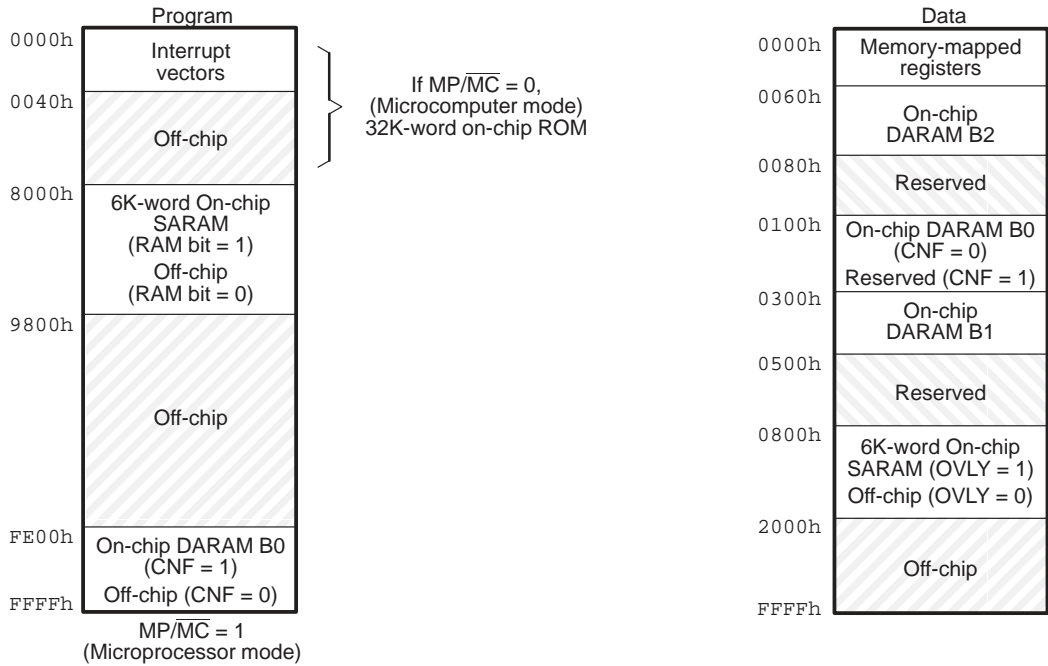 Program
0000h
Interrupt
vectors
0040h
Off-chip
If MP/M̅C̅ = 0,
(Microcomputer mode)
32K-word on-chip ROM
8000h
6K-word On-chip
SARAM
(RAM bit = 1)
Off-chip
(RAM bit = 0)
9800h
Off-chip
FE00h
On-chip DARAM B0
(CNF = 1)
Off-chip (CNF = 0)
FFFFh
MP/M̅C̅ = 1
(Microprocessor mode)
Data
0000h
Memory-mapped
registers
0060h
On-chip
DARAM B2
0080h
Reserved
0100h
On-chip DARAM B0
(CNF = 0)
Reserved (CNF = 1)
0300h
On-chip
DARAM B1
0500h
Reserved
0800h
6K-word On-chip
SARAM (OVLY = 1)
Off-chip (OVLY = 0)
2000h
Off-chip
FFFFh